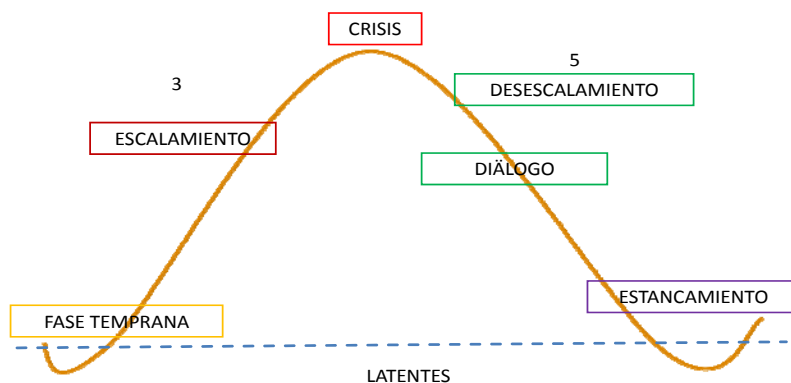 CRISIS
5
3
DESESCALAMIENTO
ESCALAMIENTO
DIÄLOGO
ESTANCAMIENTO
FASE TEMPRANA
LATENTES